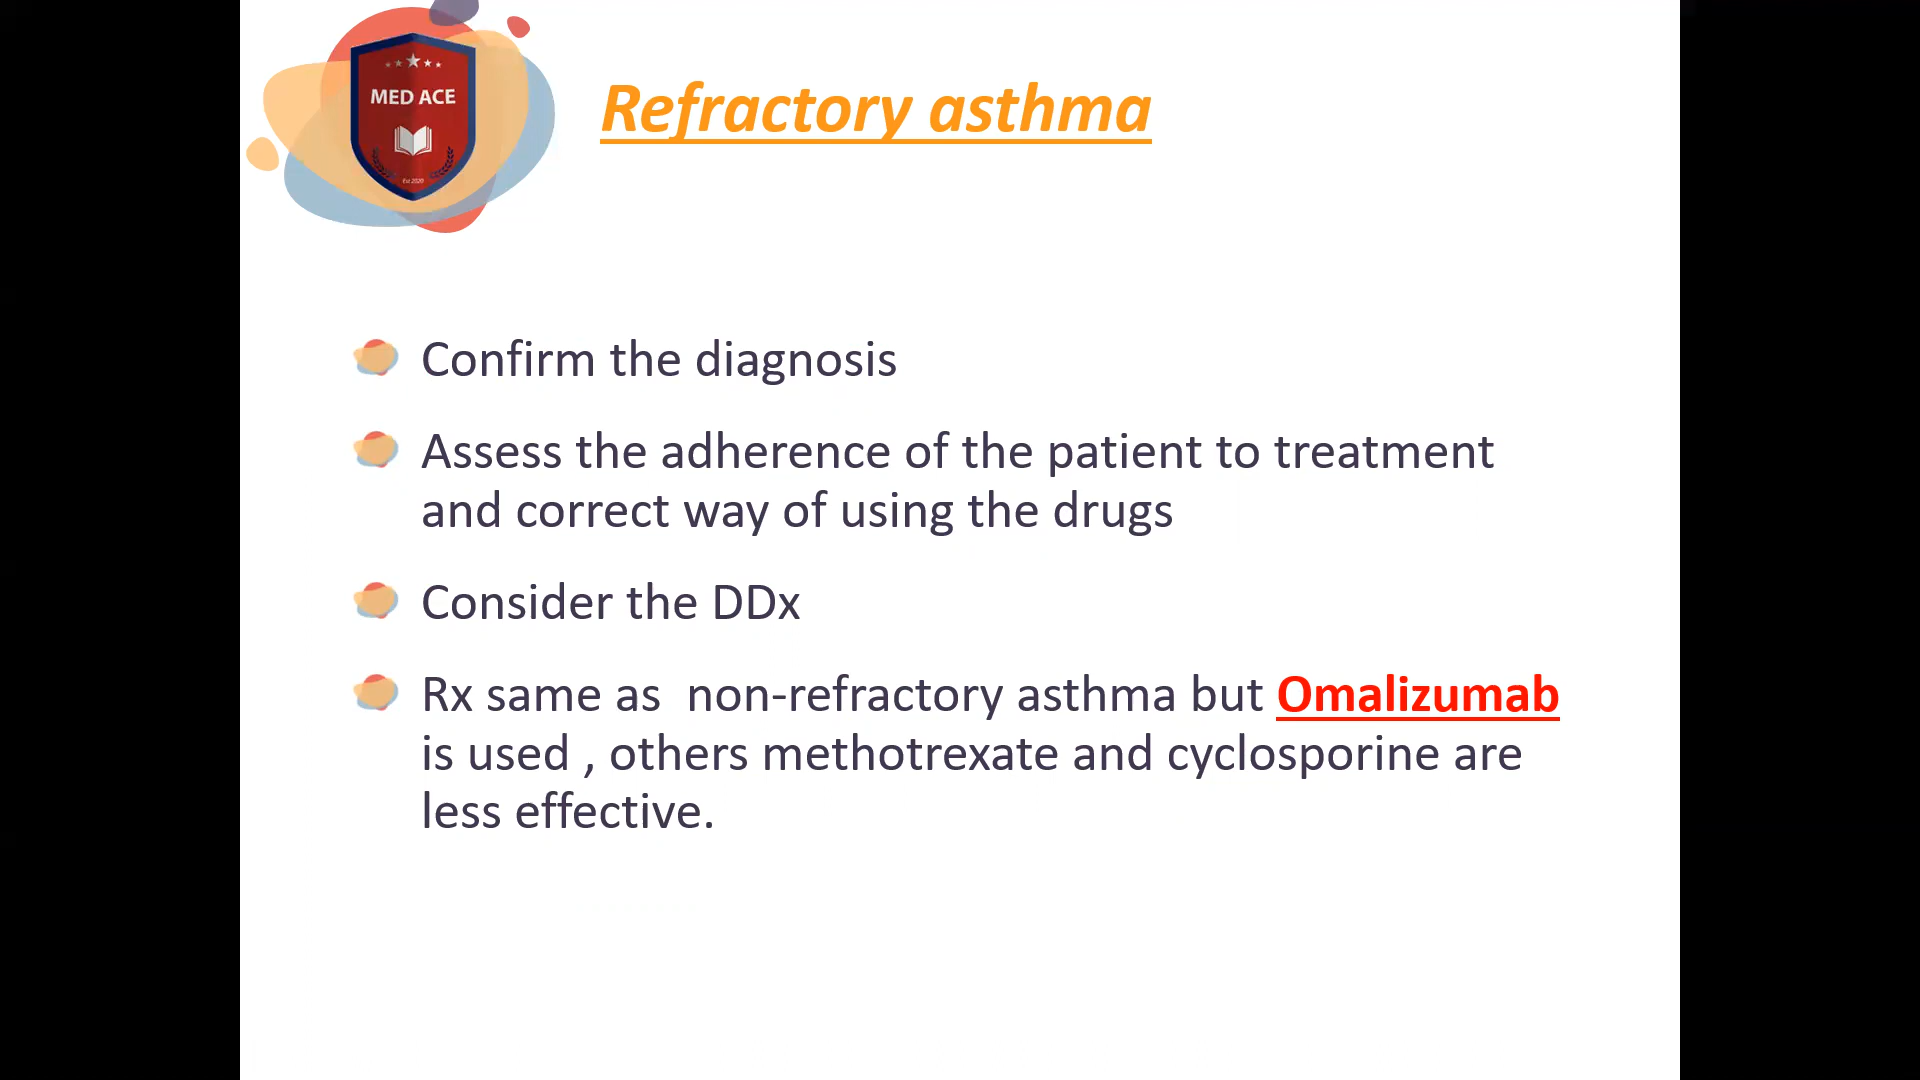 MED ACE
Est 2020
Refractory asthma
Confirm the diagnosis
Assess the adherence of the patient to treatment
and correct way of using the drugs
Consider the DDx
Rx same as  non-refractory asthma but Omalizumab
is used , others methotrexate and cyclosporine are
less effective.